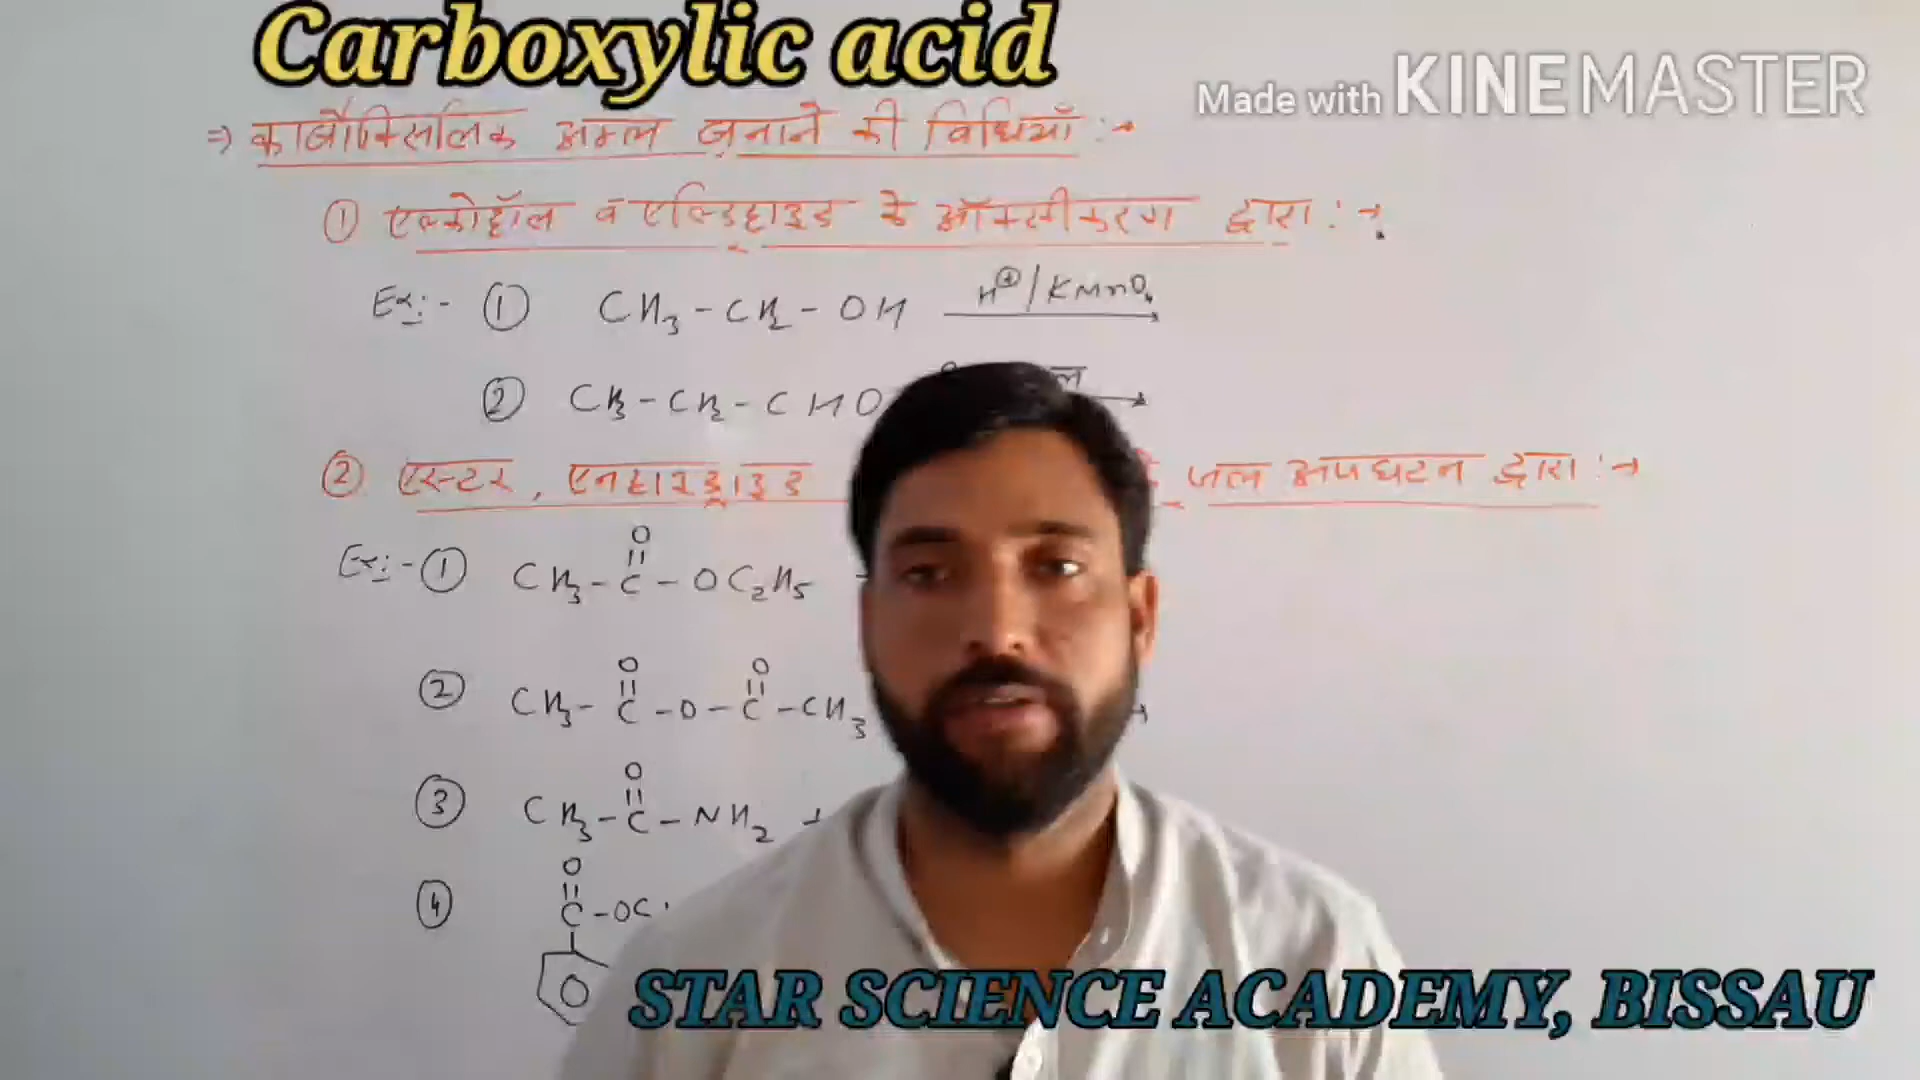 Carboxylic acid
Made with KINEMASTER
⇒ कार्बोक्सिलिक अम्ल बनाने की विधियाँ :→
① एल्कोहॉल व एल्डिहाइड के ऑक्सीकरण द्वारा :→
Ex:- ① CH₃-CH₂-OH H⊕/KMnO₄ →
② CH₃-CH₂-CHO →
② एस्टर, एनहाइड्राइड के जल अपघटन द्वारा :→
Ex:- ① CH₃-C(=O)-OC₂H₅
② CH₃-C(=O)-O-C(=O)-CH₃ →
③ CH₃-C(=O)-NH₂ +
④ C(=O)-OC
STAR SCIENCE ACADEMY, BISSAU